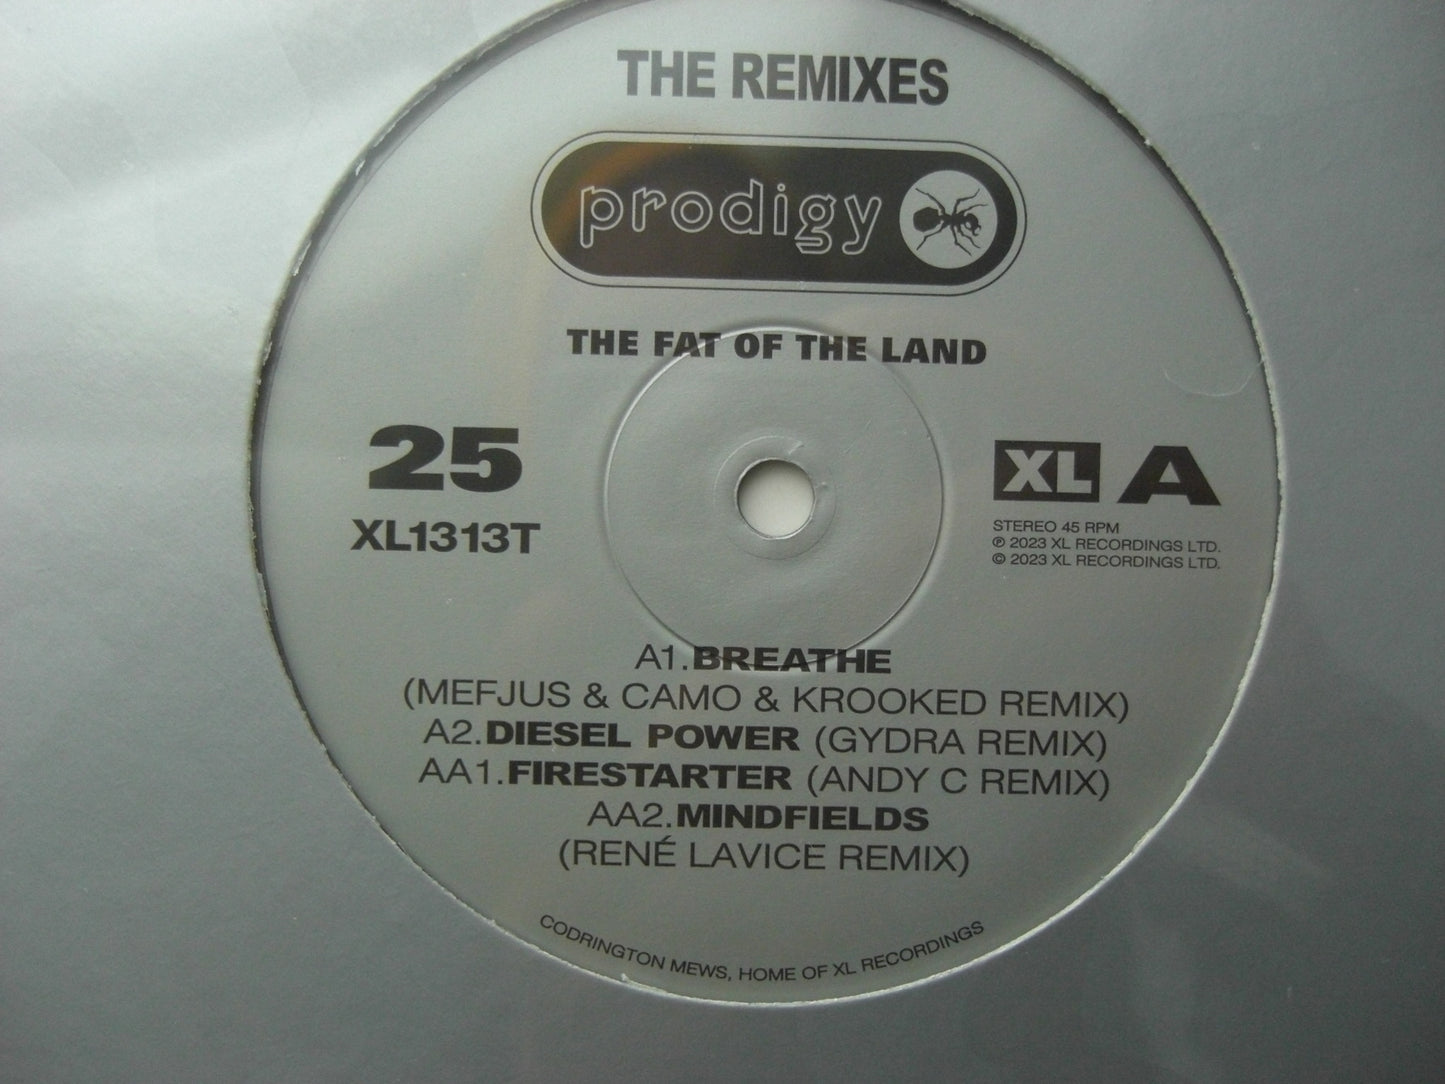 THE REMIXES
prodigy
THE FAT OF THE LAND
25
XL1313T
XL A
STEREO 45 RPM
℗ 2023 XL RECORDINGS LTD.
© 2023 XL RECORDINGS LTD.
A1.BREATHE
(MEFJUS & CAMO & KROOKED REMIX)
A2.DIESEL POWER (GYDRA REMIX)
AA1.FIRESTARTER (ANDY C REMIX)
AA2.MINDFIELDS
(RENÉ LAVICE REMIX)
CODRINGTON MEWS, HOME OF XL RECORDINGS